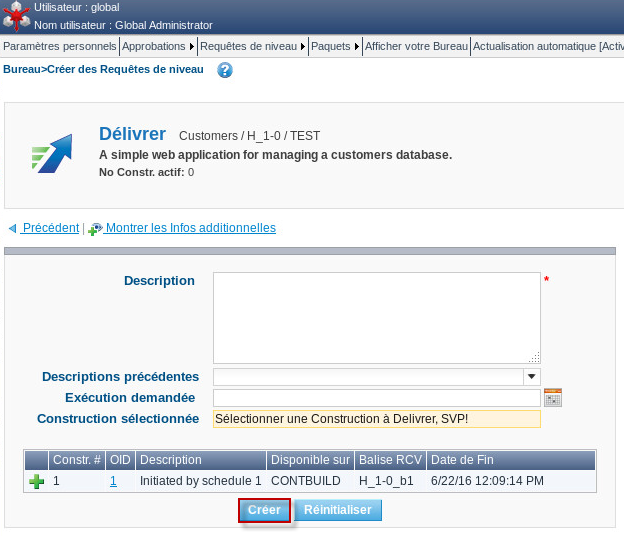 Utilisateur : global
Nom utilisateur : Global Administrator
Paramètres personnels Approbations Requêtes de niveau Paquets Afficher votre Bureau Actualisation automatique [Activ
Bureau>Créer des Requêtes de niveau ?
Délivrer Customers / H_1-0 / TEST
A simple web application for managing a customers database.
No Constr. actif: 0
Précédent | Montrer les Infos additionnelles
Description *
Descriptions précédentes
Exécution demandée
Construction sélectionnée Sélectionner une Construction à Delivrer, SVP!
Constr. # OID Description Disponible sur Balise RCV Date de Fin
1 1 Initiated by schedule 1 CONTBUILD H_1-0_b1 6/22/16 12:09:14 PM
Créer Réinitialiser